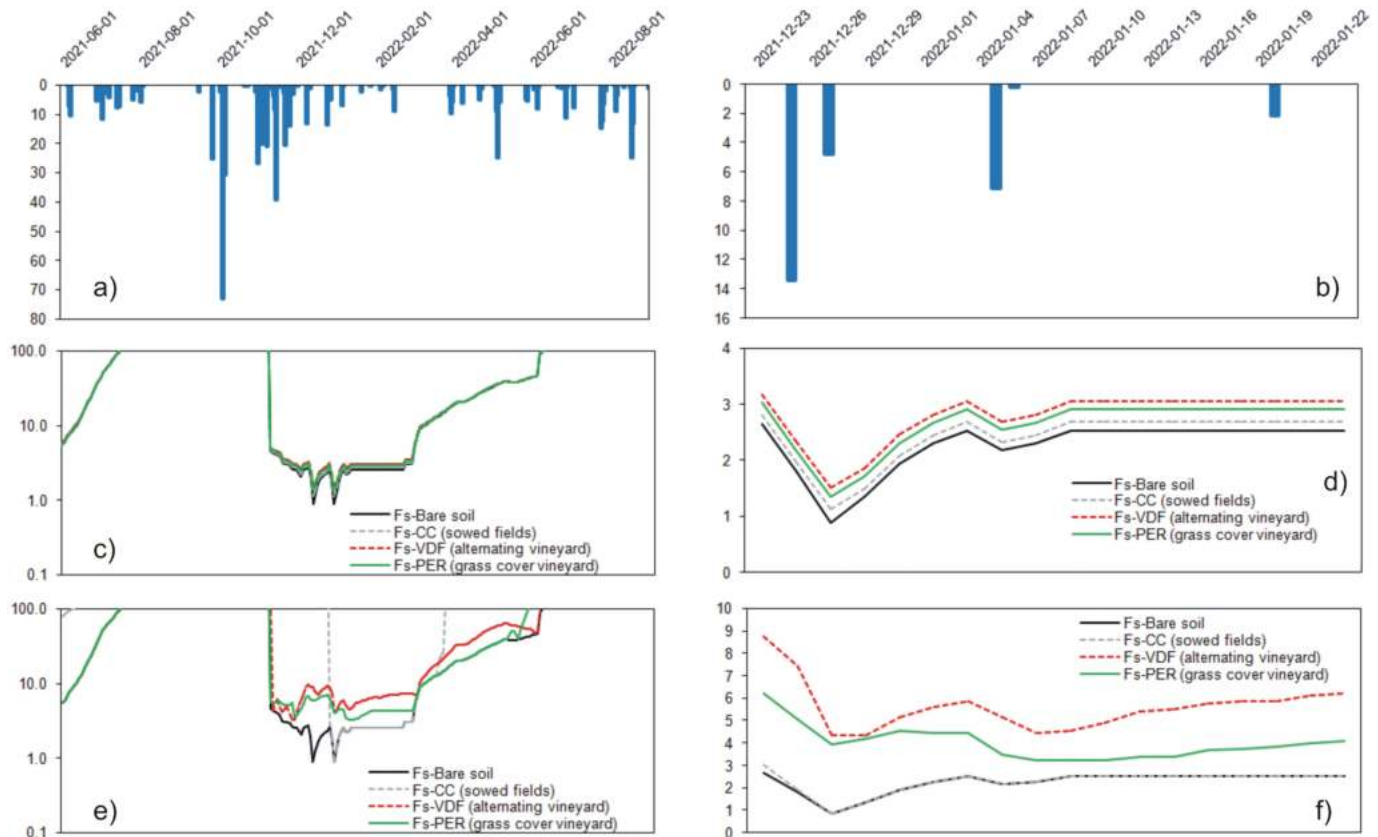 2021-06-01 2021-08-01 2021-10-01 2021-12-01 2022-02-01 2022-04-01 2022-06-01 2022-08-01
0
10
20
30
40
50
60
70
80
a)
2021-12-23 2021-12-26 2021-12-29 2022-01-01 2022-01-04 2022-01-07 2022-01-10 2022-01-13 2022-01-16 2022-01-19 2022-01-22
0
2
4
6
8
10
12
14
16
b)
100.0
10.0
1.0
0.1
Fs-Bare soil
Fs-CC (sowed fields)
Fs-VDF (alternating vineyard)
Fs-PER (grass cover vineyard)
c)
4
3
2
1
0
Fs-Bare soil
Fs-CC (sowed fields)
Fs-VDF (alternating vineyard)
Fs-PER (grass cover vineyard)
d)
100.0
10.0
1.0
0.1
Fs-Bare soil
Fs-CC (sowed fields)
Fs-VDF (alternating vineyard)
Fs-PER (grass cover vineyard)
e)
10
9
8
7
6
5
4
3
2
1
0
Fs-Bare soil
Fs-CC (sowed fields)
Fs-VDF (alternating vineyard)
Fs-PER (grass cover vineyard)
f)